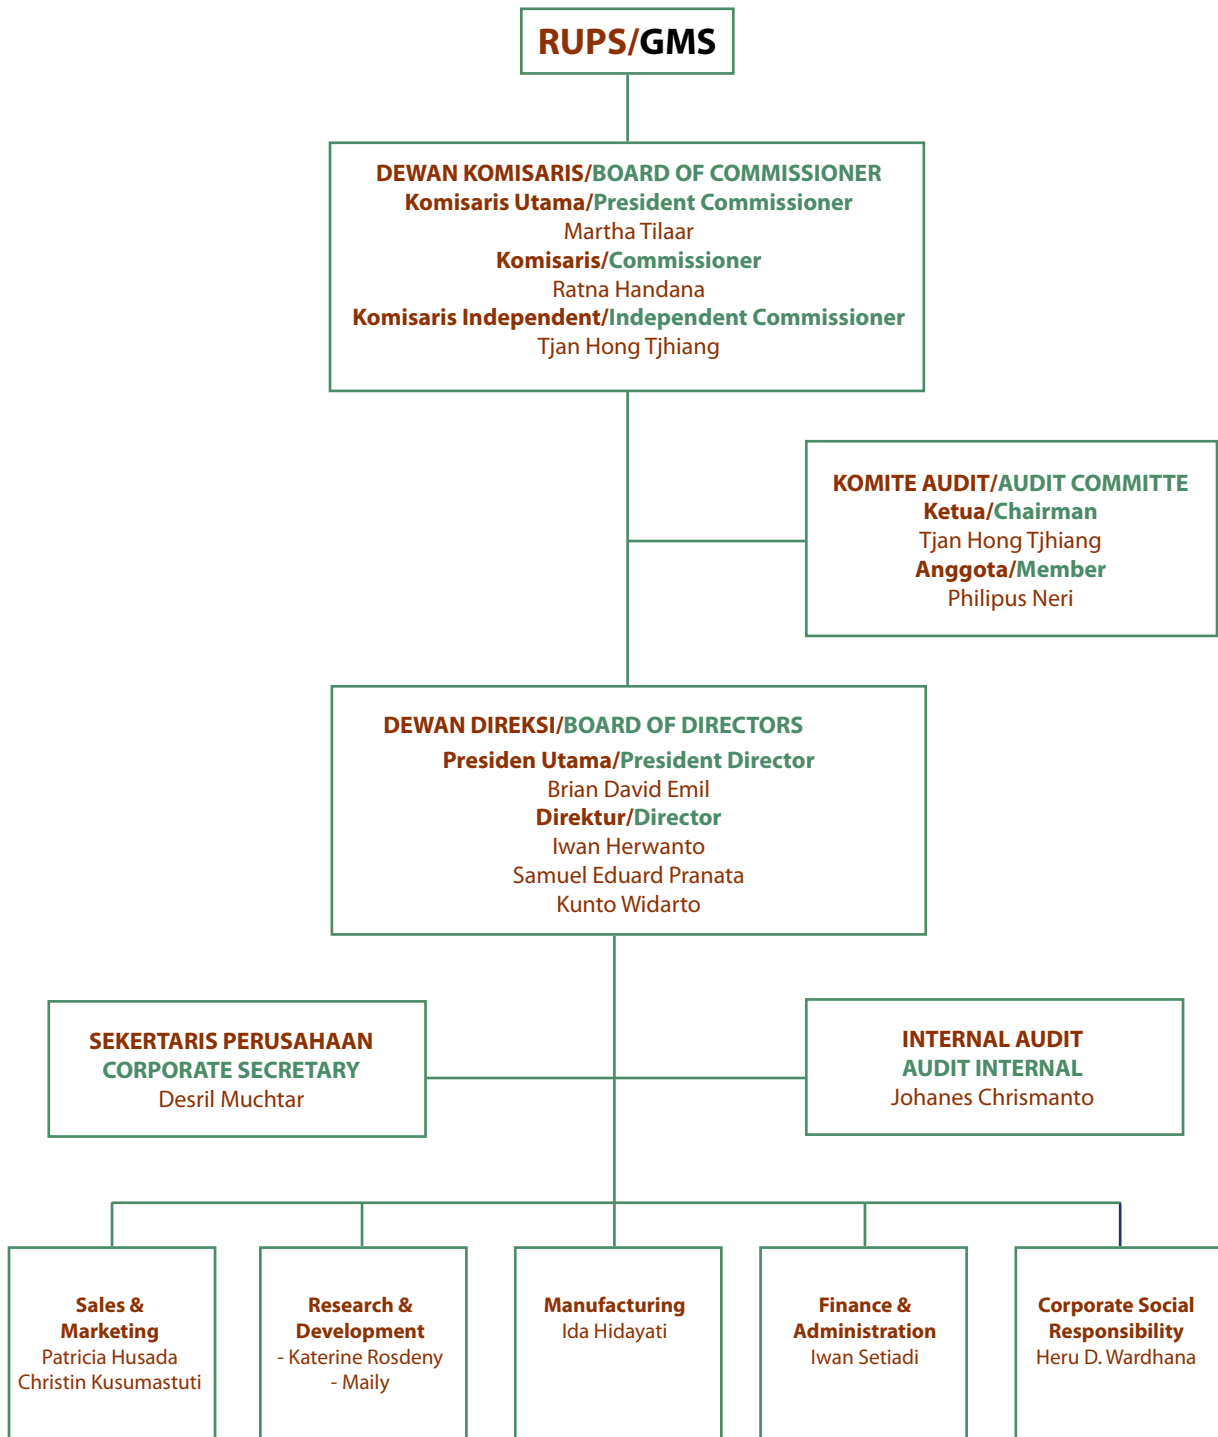 RUPS/GMS
DEWAN KOMISARIS/BOARD OF COMMISSIONER
Komisaris Utama/President Commissioner
Martha Tilaar
Komisaris/Commissioner
Ratna Handana
Komisaris Independent/Independent Commissioner
Tjan Hong Tjhiang
KOMITE AUDIT/AUDIT COMMITTE
Ketua/Chairman
Tjan Hong Tjhiang
Anggota/Member
Philipus Neri
DEWAN DIREKSI/BOARD OF DIRECTORS
Presiden Utama/President Director
Brian David Emil
Direktur/Director
Iwan Herwanto
Samuel Eduard Pranata
Kunto Widarto
SEKERTARIS PERUSAHAAN
CORPORATE SECRETARY
Desril Muchtar
INTERNAL AUDIT
AUDIT INTERNAL
Johanes Chrismanto
Sales &
Marketing
Patricia Husada
Christin Kusumastuti
Research &
Development
- Katerine Rosdeny
- Maily
Manufacturing
Ida Hidayati
Finance &
Administration
Iwan Setiadi
Corporate Social
Responsibility
Heru D. Wardhana